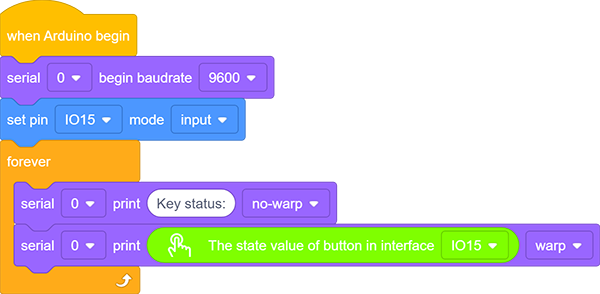 when Arduino begin
serial 0 begin baudrate 9600
set pin IO15 mode input
forever
serial 0 print Key status: no-warp
serial 0 print The state value of button in interface IO15 warp